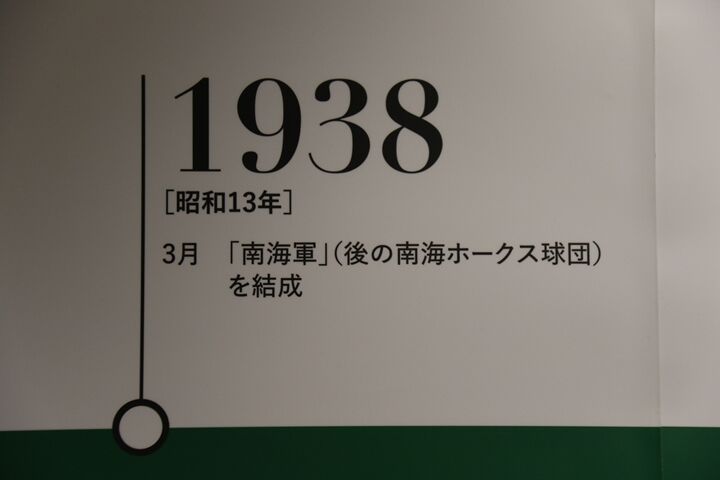 1938
[昭和13年]
3月 「南海軍」(後の南海ホークス球団)
を結成